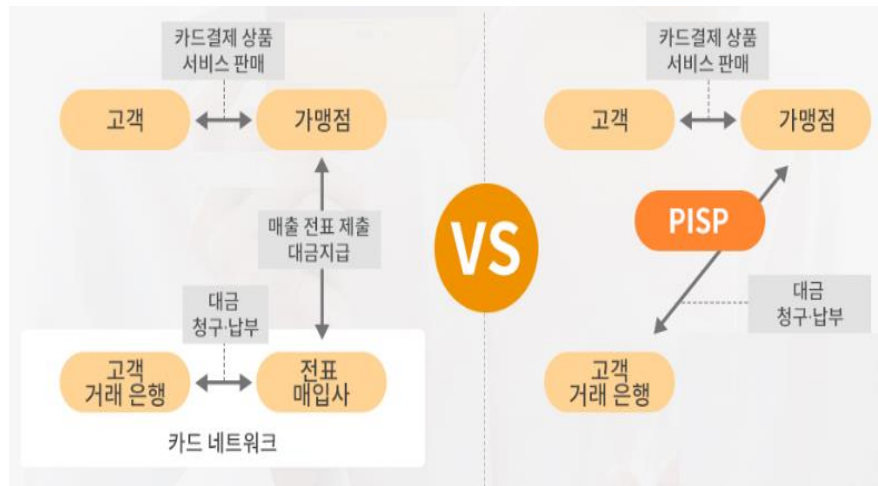 카드결제 상품
서비스 판매
고객
가맹점
매출 전표 제출
대금지급
대금
청구·납부
고객
거래 은행
전표
매입사
카드 네트워크
VS
카드결제 상품
서비스 판매
고객
가맹점
PISP
대금
청구·납부
고객
거래 은행